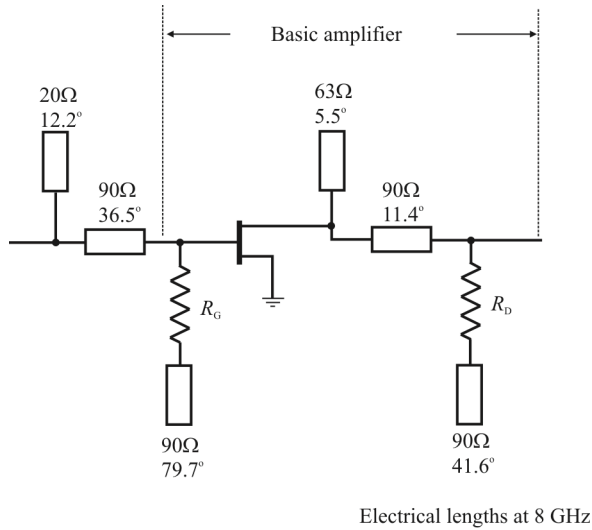 Basic amplifier
20Ω
12.2°
63Ω
5.5°
90Ω
36.5°
90Ω
11.4°
R_G
R_D
90Ω
79.7°
90Ω
41.6°
Electrical lengths at 8 GHz